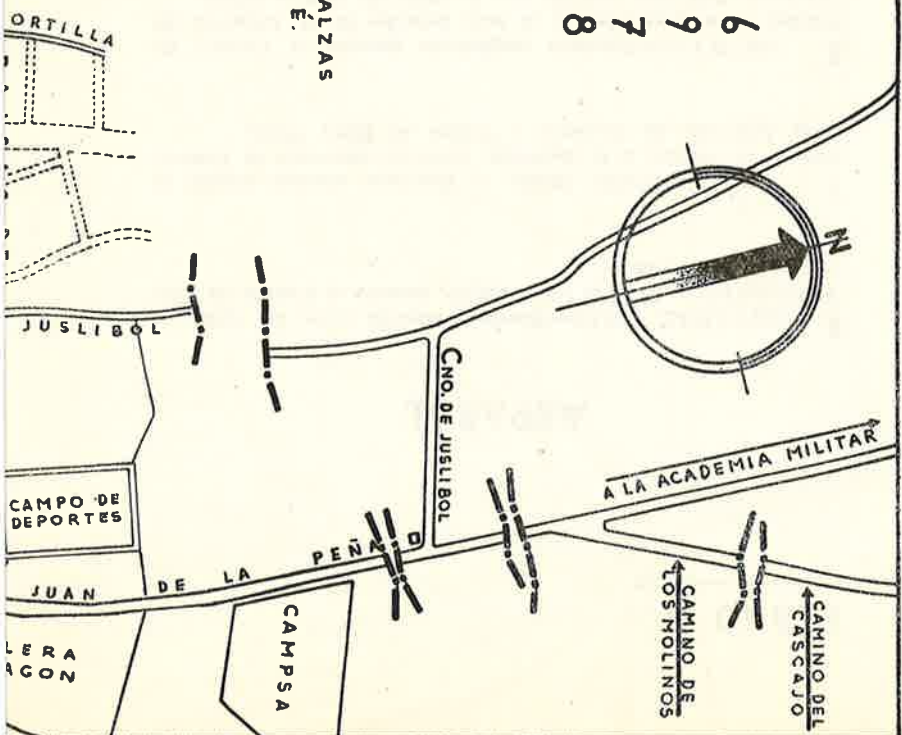 ORTILLA
ALZAS
É.
6
9
7
8
N
JUSLIBOL
CNO. DE JUSLIBOL
A LA ACADEMIA MILITAR
CAMPO DE
DEPORTES
JUAN DE LA PEÑA
CAMPSA
LERA
AGON
CAMINO DE
LOS MOLINOS
CAMINO DEL
CASCAJO